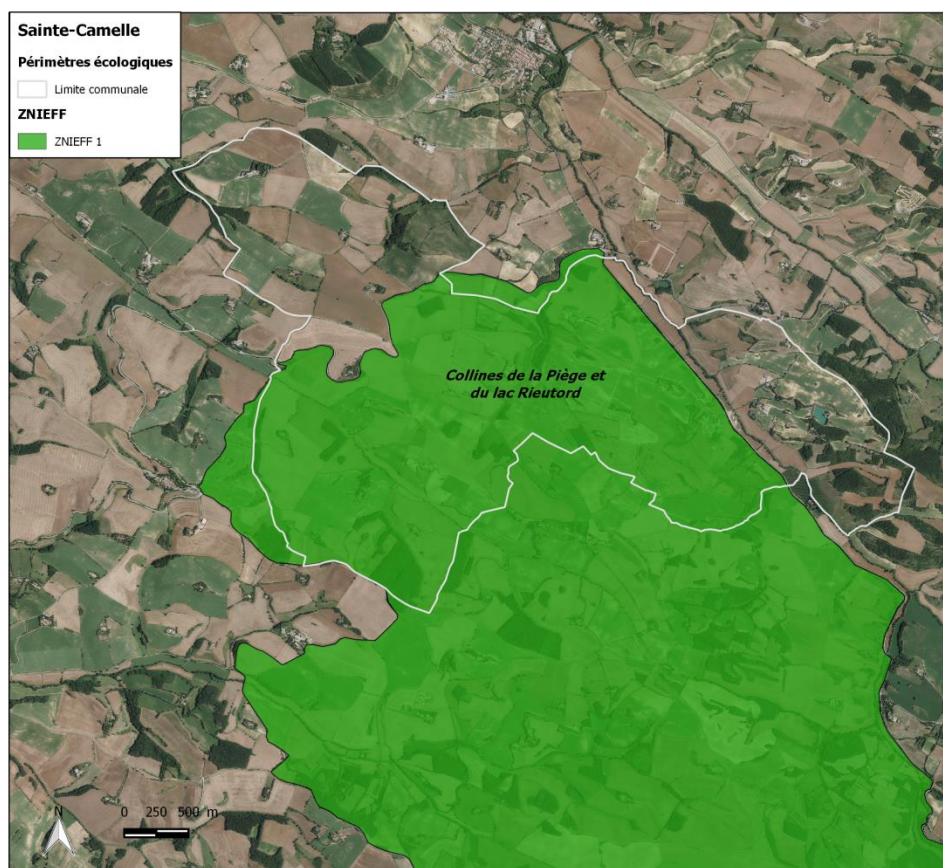 Sainte-Camelle
Périmètres écologiques
Limite communale
ZNIEFF
ZNIEFF 1
Collines de la Piège et
du lac Rieutord
N
0 250 500 m